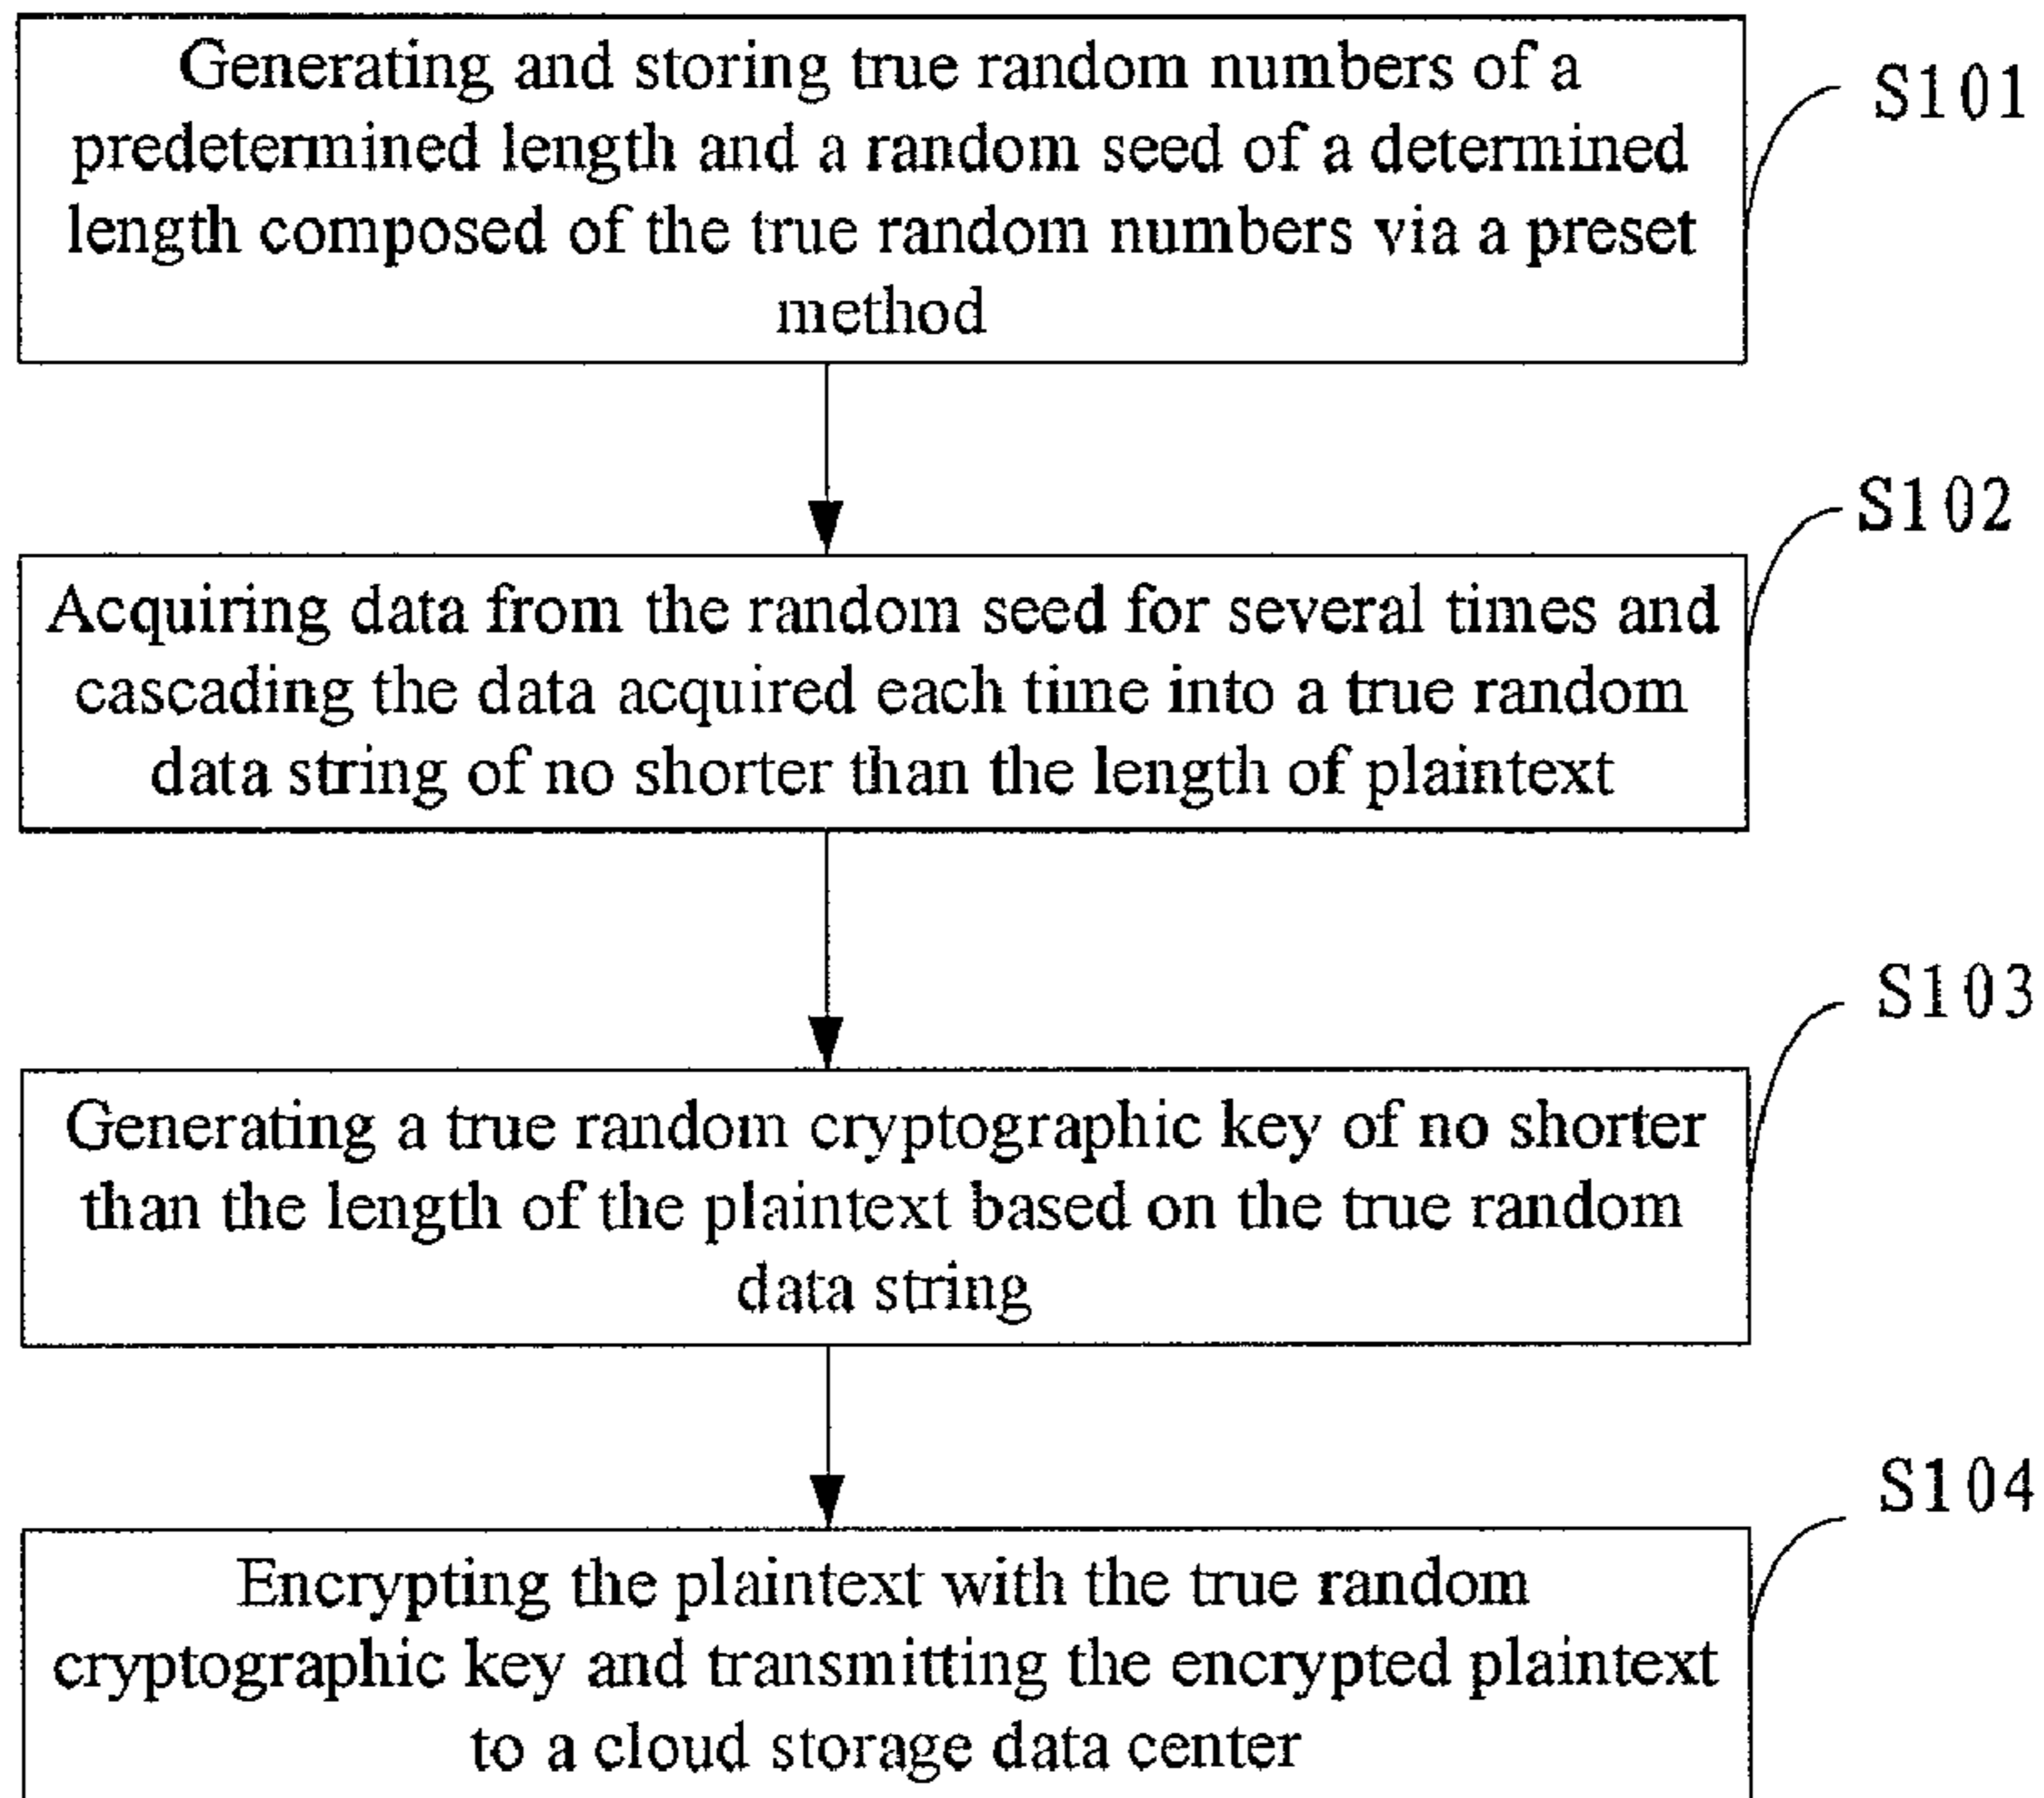 Generating and storing true random numbers of a
predetermined length and a random seed of a determined
length composed of the true random numbers via a preset
method
S101
Acquiring data from the random seed for several times and
cascading the data acquired each time into a true random
data string of no shorter than the length of plaintext
S102
Generating a true random cryptographic key of no shorter
than the length of the plaintext based on the true random
data string
S103
Encrypting the plaintext with the true random
cryptographic key and transmitting the encrypted plaintext
to a cloud storage data center
S104